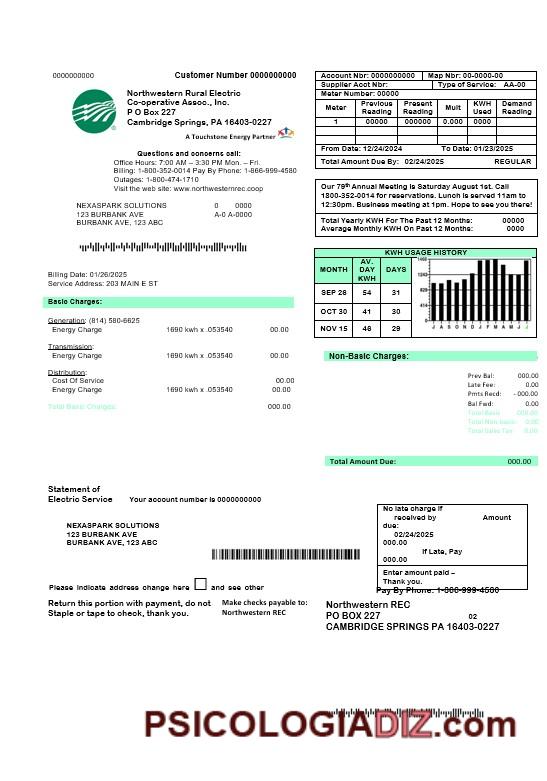 0000000000 Customer Number 0000000000
Northwestern Rural Electric
Co-operative Assoc., Inc.
P O Box 227
Cambridge Springs, PA 16403-0227
A Touchstone Energy Partner
Questions and concerns call:
Office Hours: 7:00 AM – 3:30 PM Mon. – Fri.
Billing: 1-800-352-0014 Pay By Phone: 1-866-999-4580
Outages: 1-800-474-1710
Visit the web site: www.northwesternrec.coop
NEXASPARK SOLUTIONS 0 0000
123 BURBANK AVE A-0 A-0000
BURBANK AVE, 123 ABC
Billing Date: 01/26/2025
Service Address: 203 MAIN E ST
Basic Charges:
Generation: (814) 580-6625
Energy Charge 1690 kwh x .053540 00.00
Transmission:
Energy Charge 1690 kwh x .053540
Distribution:
Cost Of Service 00.00
Energy Charge 1690 kwh x .053540 00.00
Total Basic Charges: 000.00
Account Nbr: 0000000000 Map Nbr: 00-0000-00
Supplier Acct Nbr: Type of Service: AA-00
Meter Number: 00000
Meter Previous Reading Present Reading Mult KWH Used Demand Reading
1 00000 000000 0.000 0000
From Date: 12/24/2024 To Date: 01/23/2025
Total Amount Due By: 02/24/2025 REGULAR
Our 78th Annual Meeting is Saturday August 1st. Call
1800-352-0014 for reservations. Lunch is served 11am to
12:30pm. Business meeting at 1pm. Hope to see you there!
Total Yearly KWH For The Past 12 Months: 00000
Average Monthly KWH On Past 12 Months: 0000
KWH USAGE HISTORY
MONTH AV. DAY KWH DAYS
SEP 28 54 31
OCT 30 41 30
NOV 15 48 29
J A S O N D J F M A M J J
Non-Basic Charges:
Prev Bal: 000.00
Late Fee: 0.00
Pmts Recd: - 000.00
Bal Fwd: 0.00
Total Basic 000.00
Total Non-basic: 0.00
Total Sales Tax 0.00
Total Amount Due: 000.00
Statement of
Electric Service Your account number is 0000000000
NEXASPARK SOLUTIONS
123 BURBANK AVE
BURBANK AVE, 123 ABC
No late charge if
received by Amount
due:
02/24/2025
000.00
If Late, Pay
000.00
Enter amount paid –
Thank you.
Pay By Phone: 1-866-999-4580
Please indicate address change here and see other
Return this portion with payment, do not
Staple or tape to check, thank you.
Make checks payable to:
Northwestern REC
Northwestern REC
PO BOX 227 02
CAMBRIDGE SPRINGS PA 16403-0227
PSICOLOGIADIZ.com